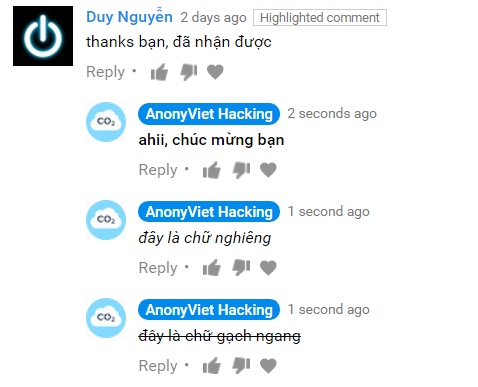 Duy Nguyễn 2 days ago Highlighted comment
thanks bạn, đã nhận được
Reply •
CO₂ AnonyViet Hacking 2 seconds ago
ahii, chúc mừng bạn
Reply •
CO₂ AnonyViet Hacking 1 second ago
đây là chữ nghiêng
Reply •
CO₂ AnonyViet Hacking 1 second ago
đây là chữ gạch ngang
Reply •